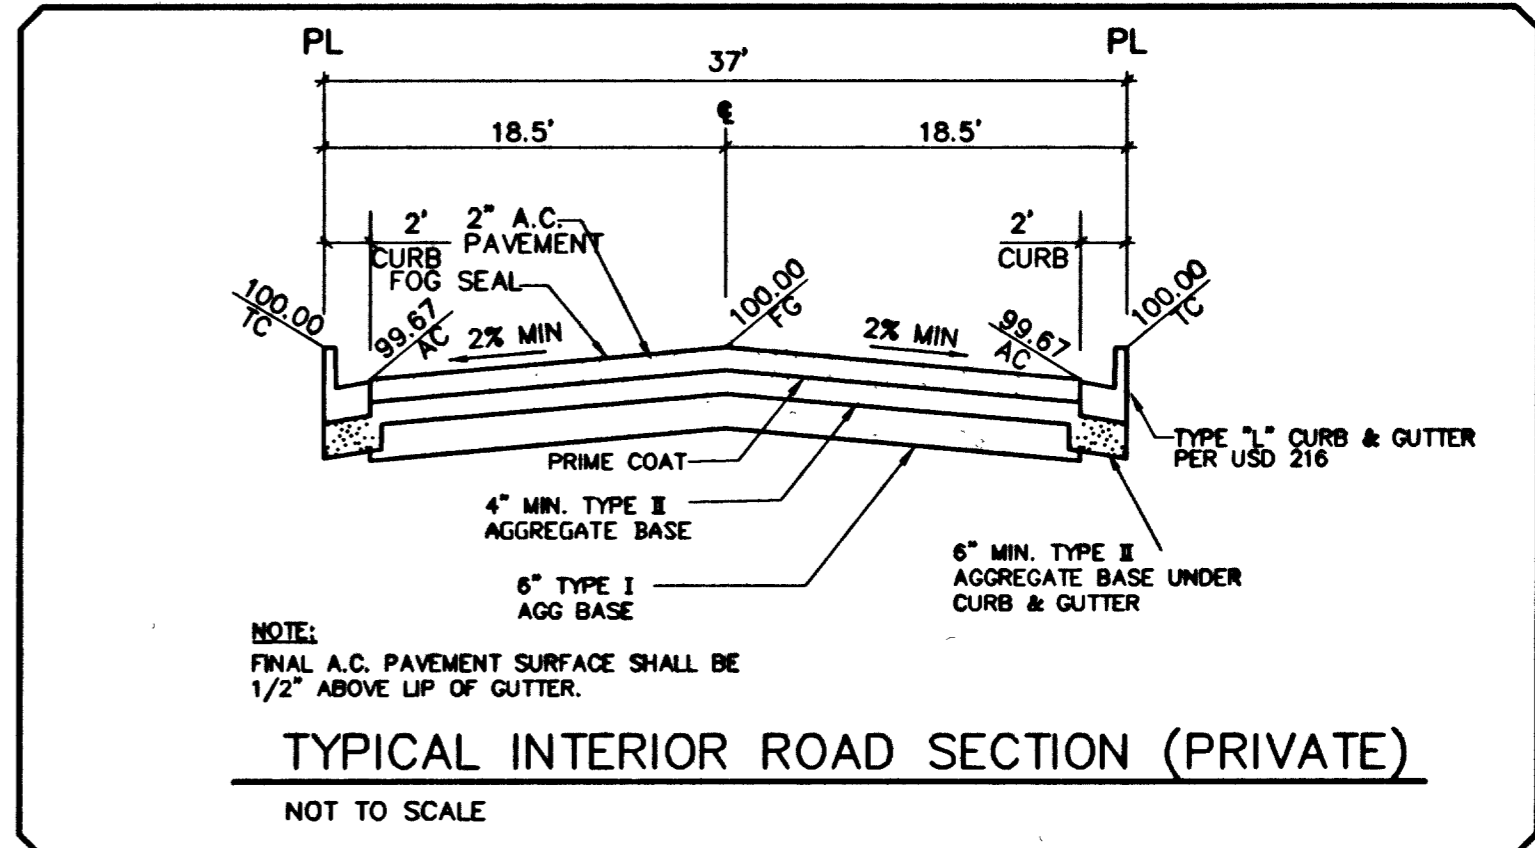 PL PL
37'
℄
18.5' 18.5'
2' 2" A.C. 2'
CURB PAVEMENT CURB
FOG SEAL
100.00 TC
99.67 AC
2% MIN
100.00 FG
2% MIN
99.67 AC
100.00 TC
TYPE "L" CURB & GUTTER
PER USD 216
PRIME COAT
4" MIN. TYPE II
AGGREGATE BASE
6" MIN. TYPE II
AGGREGATE BASE UNDER
CURB & GUTTER
6" TYPE I
AGG BASE
NOTE:
FINAL A.C. PAVEMENT SURFACE SHALL BE
1/2" ABOVE LIP OF GUTTER.
TYPICAL INTERIOR ROAD SECTION (PRIVATE)
NOT TO SCALE